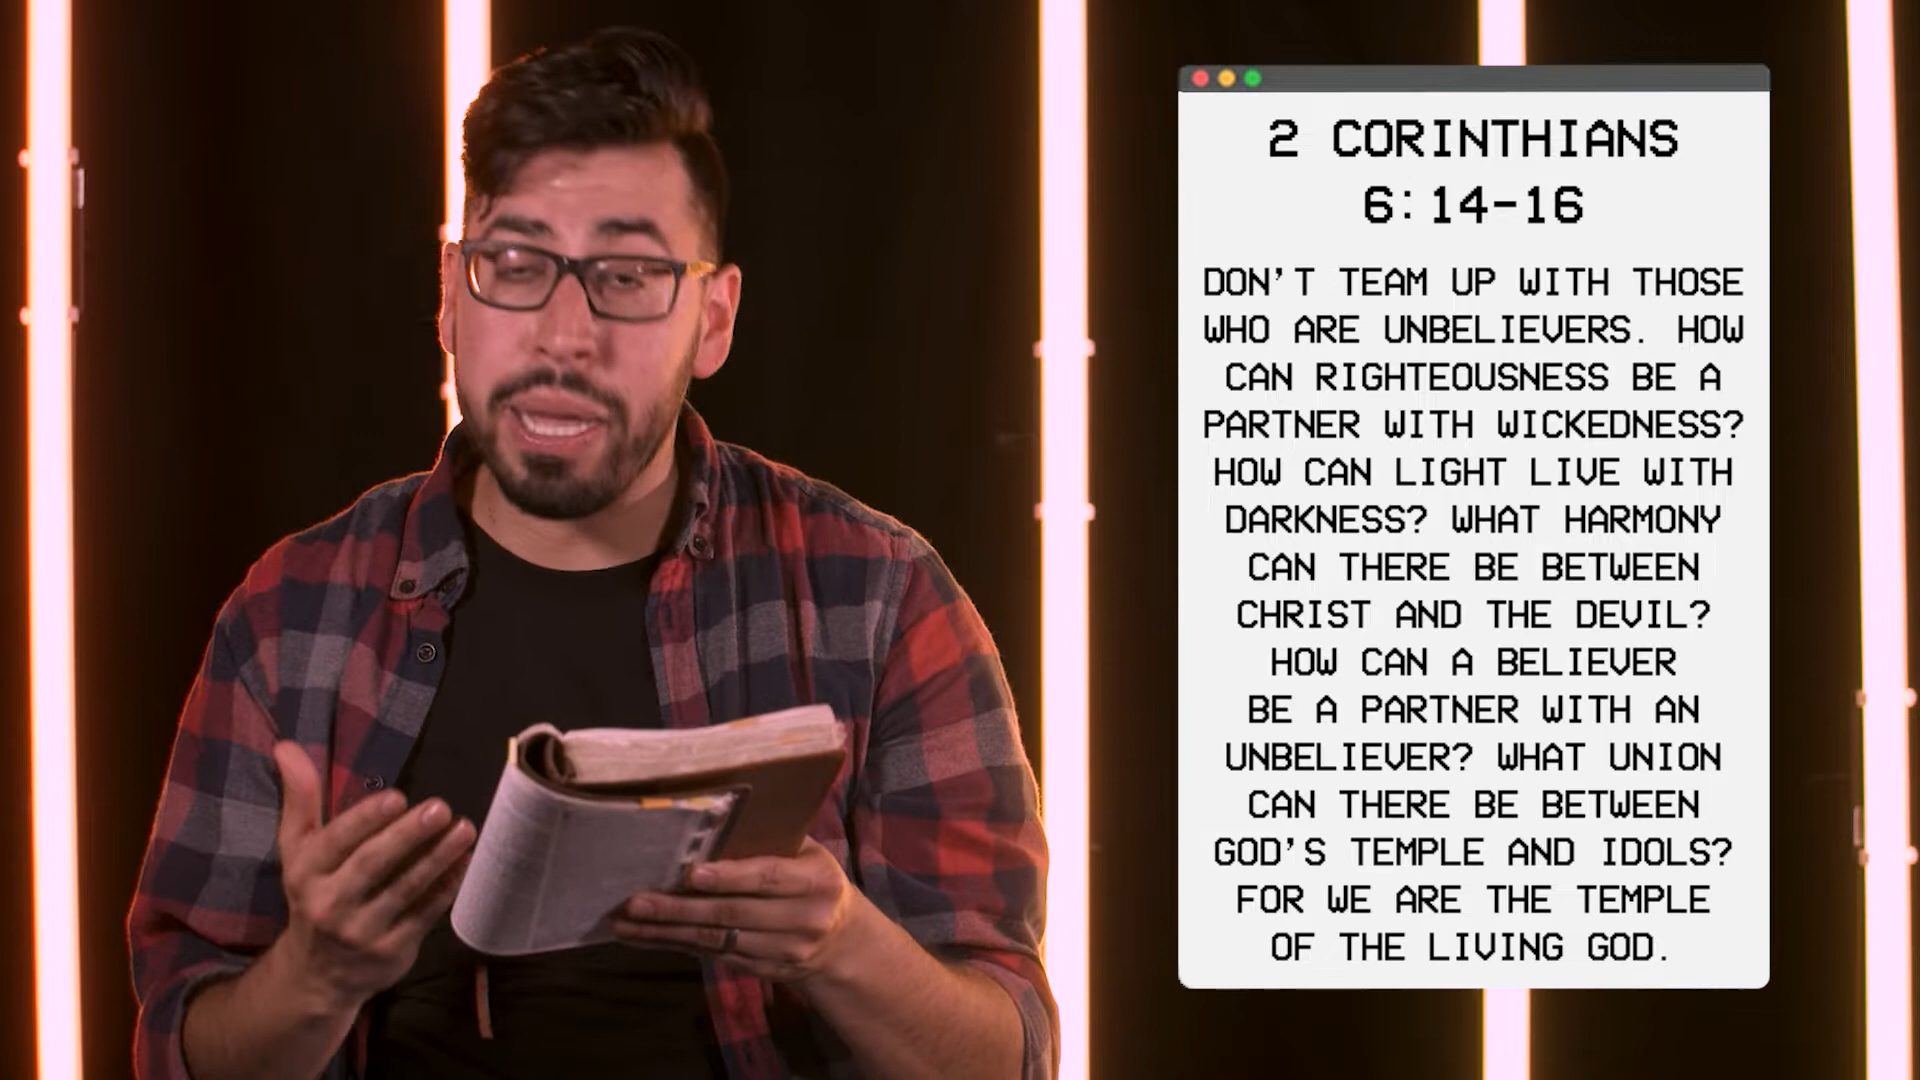 2 CORINTHIANS
6:14-16
DON'T TEAM UP WITH THOSE
WHO ARE UNBELIEVERS. HOW
CAN RIGHTEOUSNESS BE A
PARTNER WITH WICKEDNESS?
HOW CAN LIGHT LIVE WITH
DARKNESS? WHAT HARMONY
CAN THERE BE BETWEEN
CHRIST AND THE DEVIL?
HOW CAN A BELIEVER
BE A PARTNER WITH AN
UNBELIEVER? WHAT UNION
CAN THERE BE BETWEEN
GOD'S TEMPLE AND IDOLS?
FOR WE ARE THE TEMPLE
OF THE LIVING GOD.